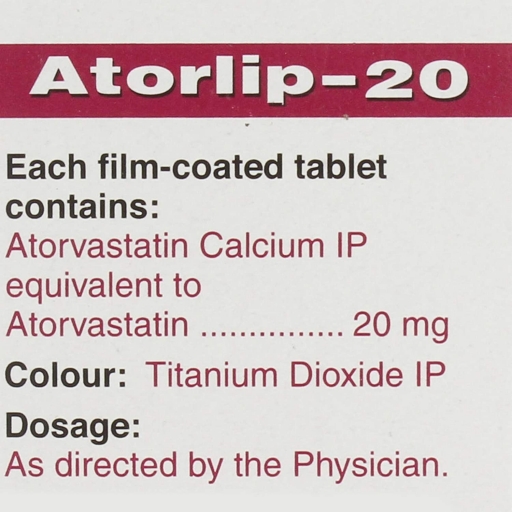 Atorlip-20
Each film-coated tablet
contains:
Atorvastatin Calcium IP
equivalent to
Atorvastatin ............... 20 mg
Colour: Titanium Dioxide IP
Dosage:
As directed by the Physician.